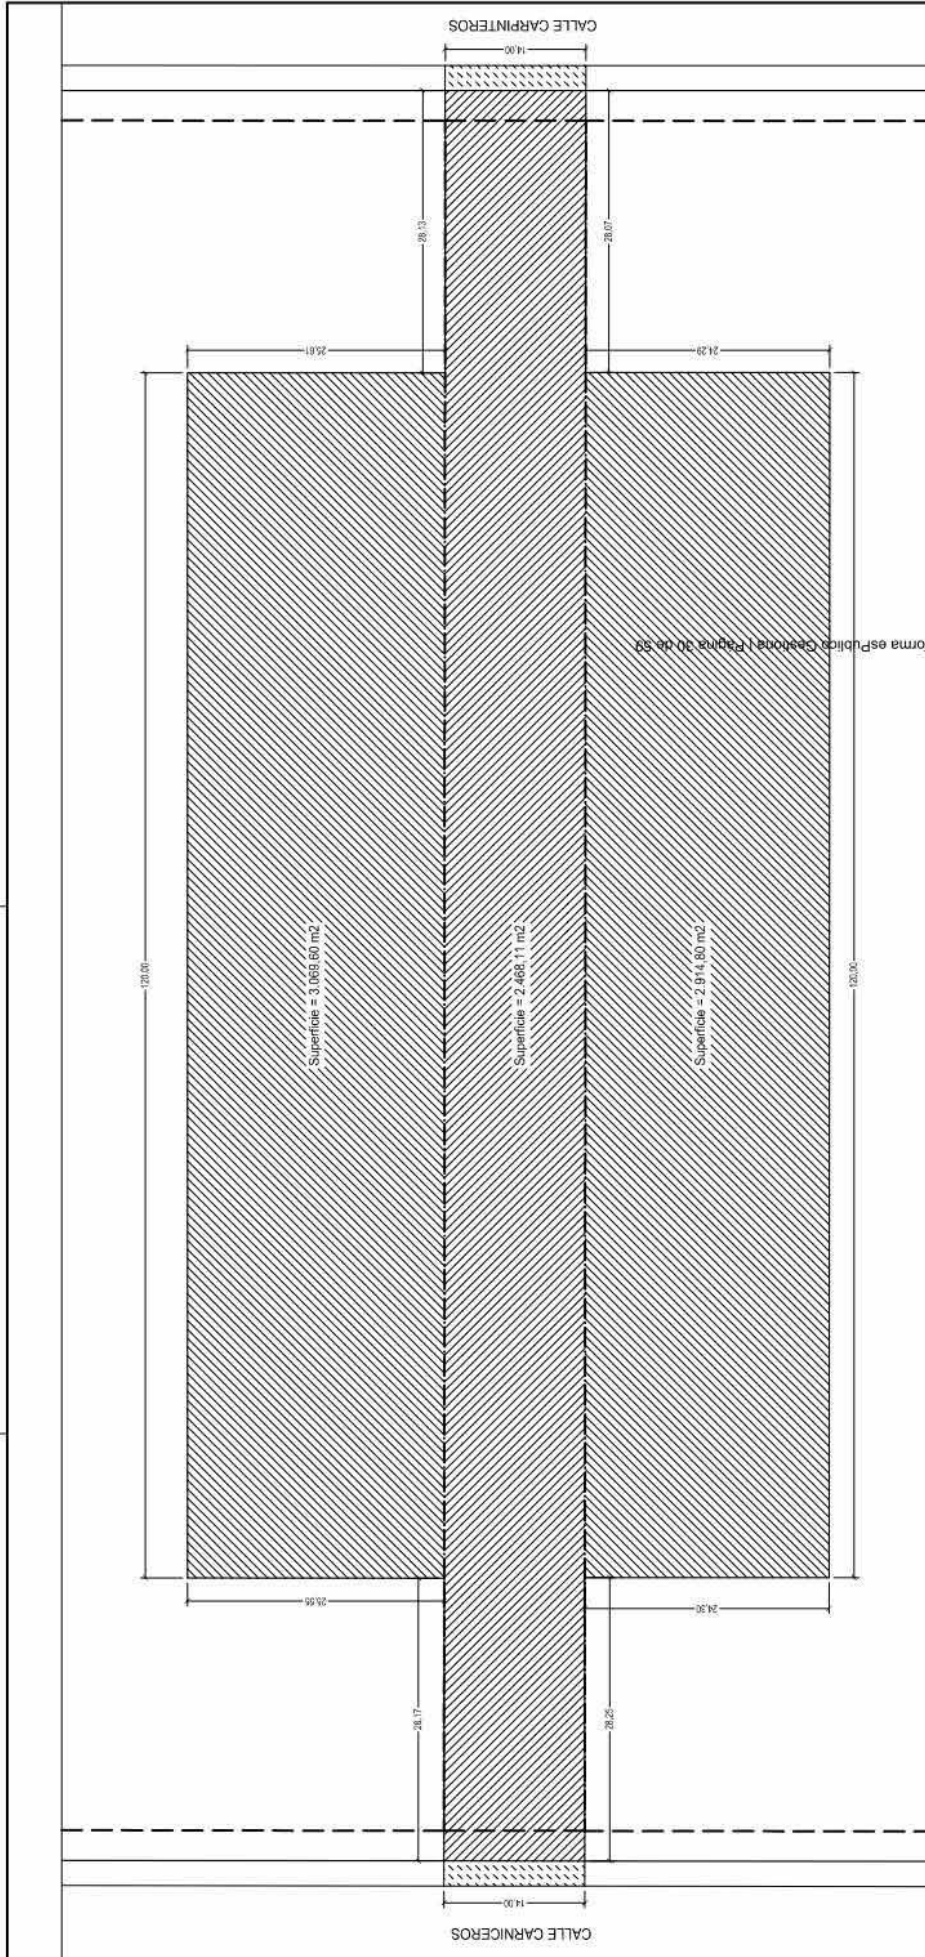 CALLE CARPINTEROS
14,00
28,13
28,07
25,61
24,29
120,00
Superficie = 3.069,60 m2
Superficie = 2.468,11 m2
Superficie = 2.914,80 m2
120,00
orma esPublico Gestiona | Página 30 de 59
25,55
24,30
28,17
28,25
14,00
CALLE CARNICEROS